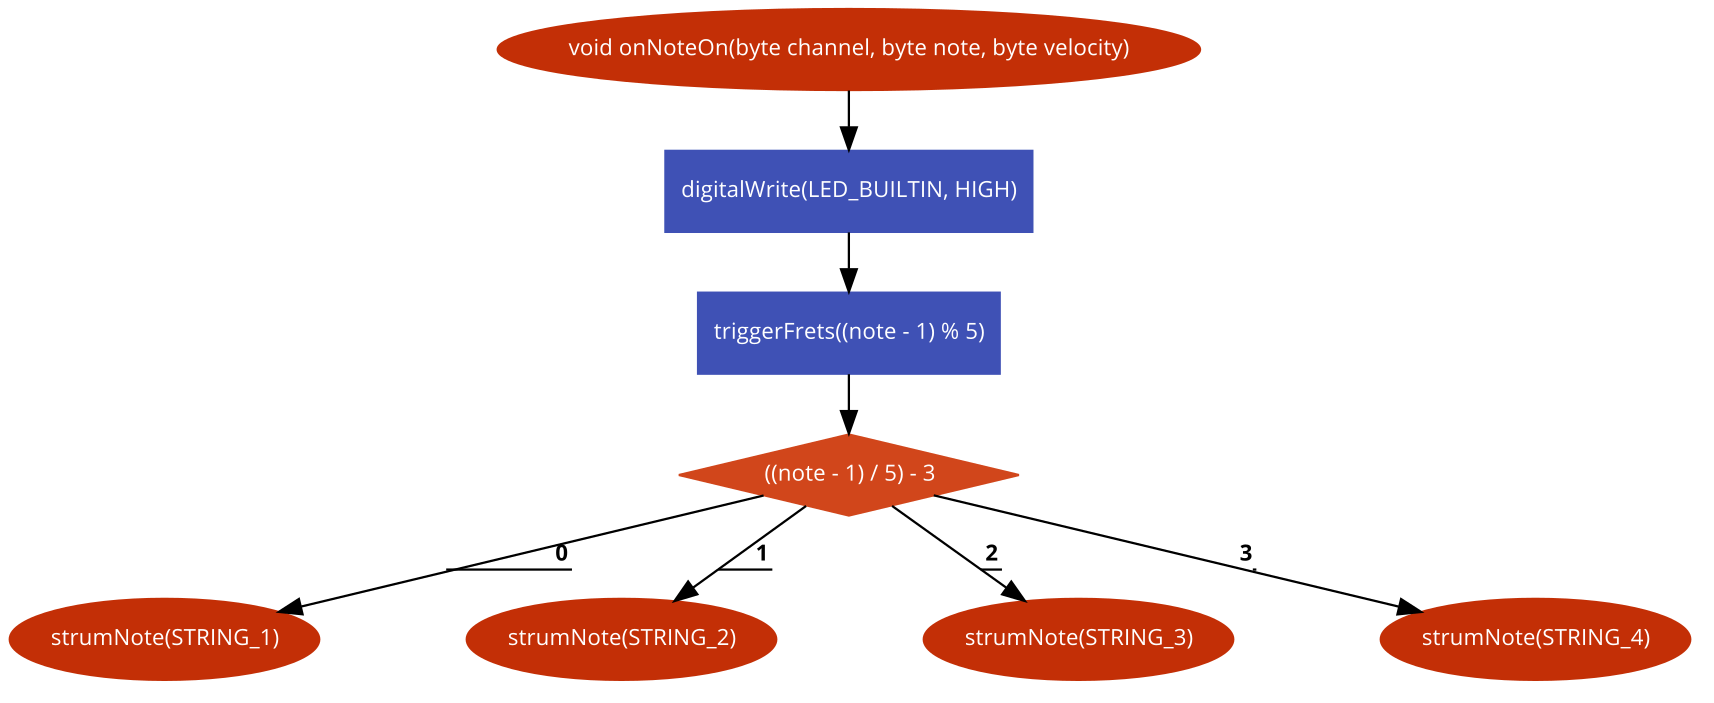 void onNoteOn(byte channel, byte note, byte velocity)
digitalWrite(LED_BUILTIN, HIGH)
triggerFrets((note - 1) % 5)
((note - 1) / 5) - 3
0
1
2
3
strumNote(STRING_1)
strumNote(STRING_2)
strumNote(STRING_3)
strumNote(STRING_4)